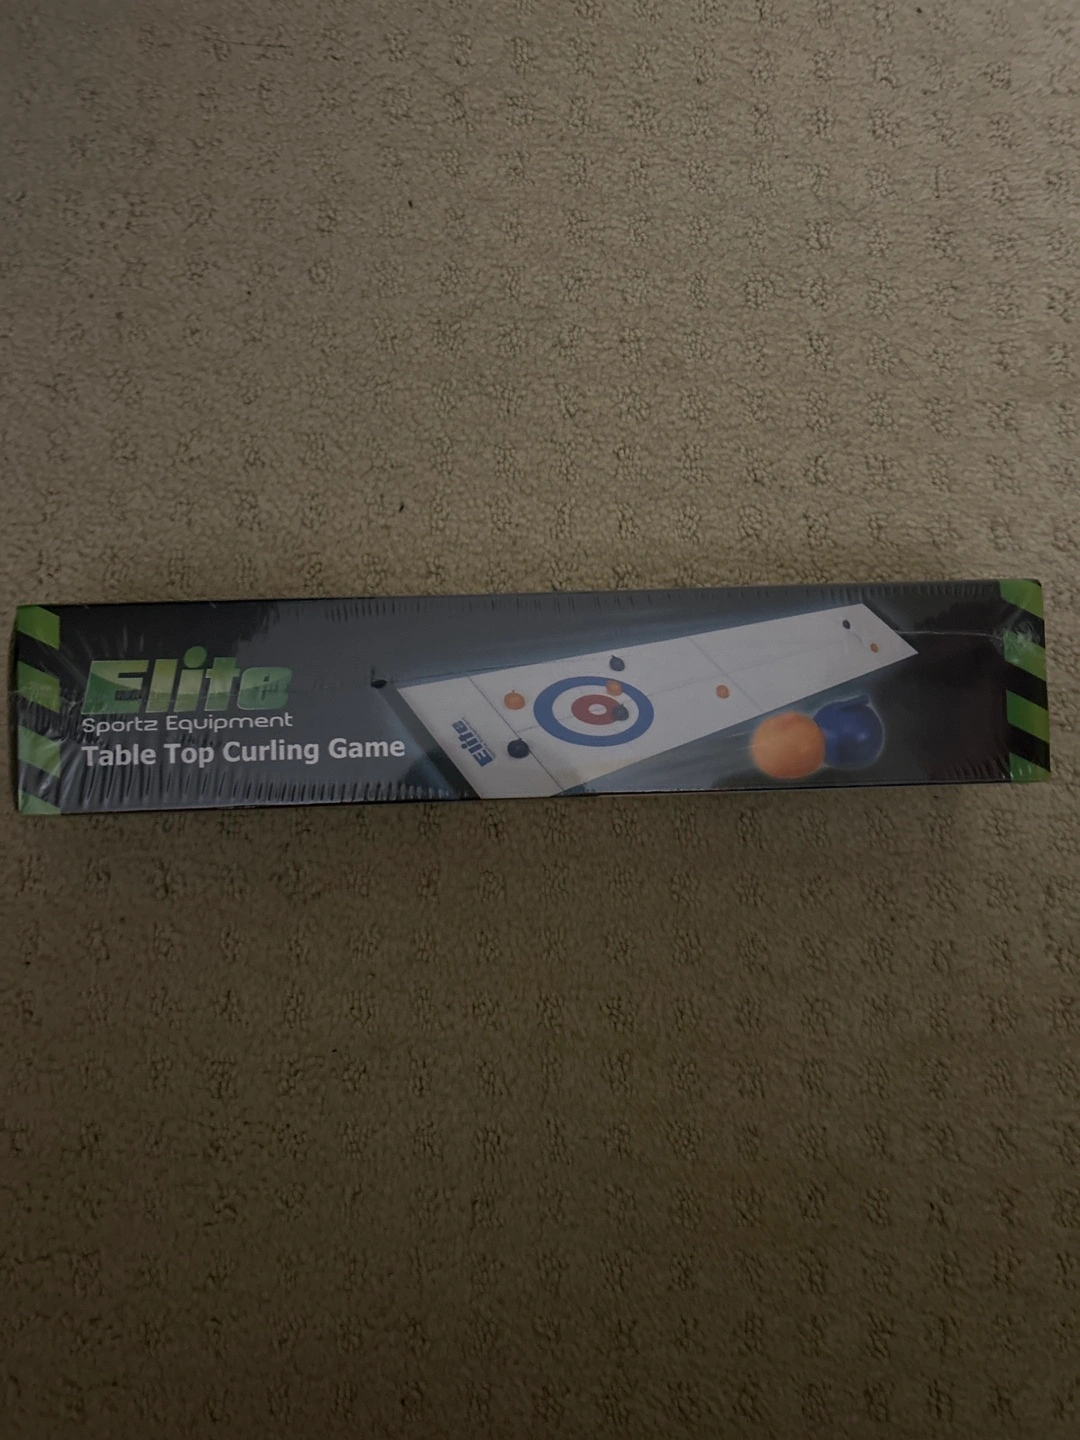 Elite
Sportz Equipment
Table Top Curling Game
Elite